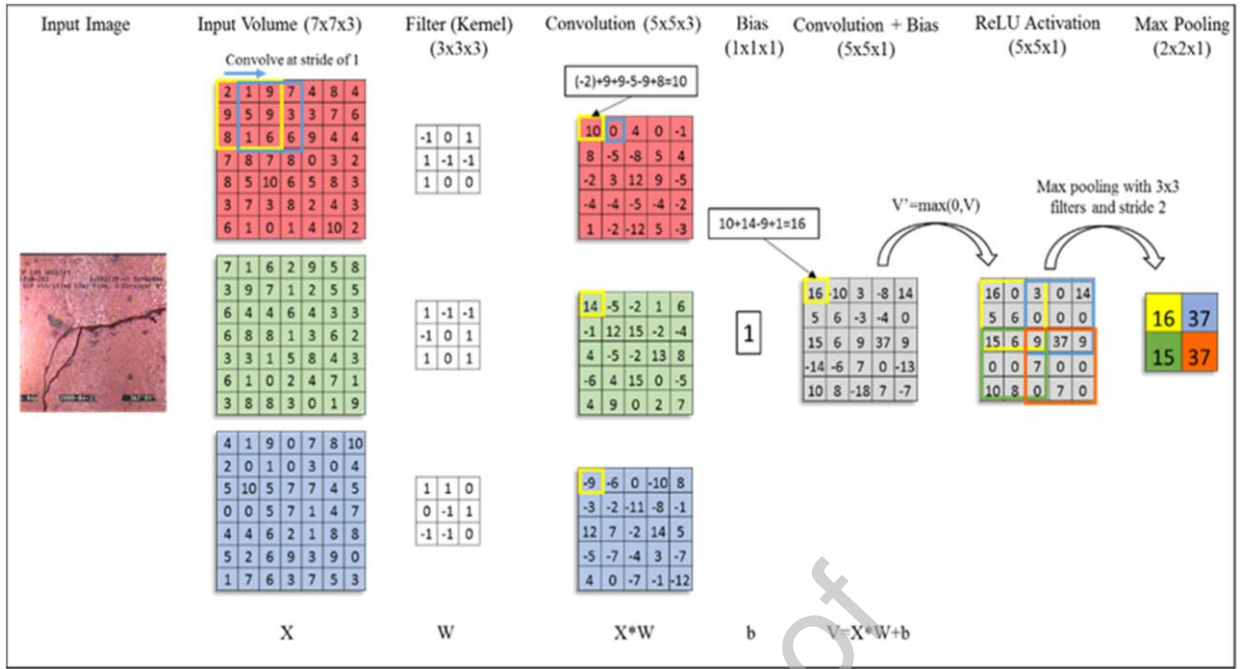 Input Image
Input Volume (7x7x3)
Filter (Kernel)
(3x3x3)
Convolution (5x5x3)
Bias
(1x1x1)
Convolution + Bias
(5x5x1)
ReLU Activation
(5x5x1)
Max Pooling
(2x2x1)
Convolve at stride of 1
2 1 9 7 4 8 4
9 5 9 3 3 7 6
8 1 6 6 9 4 4
7 8 7 8 0 3 2
8 5 10 6 5 8 3
3 7 3 8 2 4 3
6 1 0 1 4 10 2
-1 0 1
1 -1 -1
1 0 0
(-2)+9+9-5-9+8=10
10 0 4 0 -1
8 -5 -8 5 4
-2 3 12 9 -5
-4 -4 -5 -4 -2
1 -2 -12 5 -3
7 1 6 2 9 5 8
3 9 7 1 2 5 5
6 4 4 6 4 3 3
6 8 8 1 3 6 2
3 3 1 5 8 4 3
6 1 0 2 4 7 1
3 8 8 3 0 1 9
1 -1 -1
-1 0 1
1 0 1
14 -5 -2 1 6
-1 12 15 -2 -4
4 -5 -2 13 8
-6 4 15 0 -5
4 9 0 2 7
4 1 9 0 7 8 10
2 0 1 0 3 0 4
5 10 5 7 7 4 5
0 0 5 7 1 4 7
4 4 6 2 1 8 8
5 2 6 9 3 9 0
1 7 6 3 7 5 3
1 1 0
0 -1 1
-1 -1 0
-9 -6 0 -10 8
-3 -2 -11 -8 -1
12 7 -2 14 5
-5 -7 -4 3 -7
4 0 -7 -1 -12
1
10+14-9+1=16
16 -10 3 -8 14
5 6 -3 -4 0
15 6 9 37 9
-14 -6 7 0 -13
10 8 -18 7 -7
V'=max(0,V)
16 0 3 0 14
5 6 0 0 0
15 6 9 37 9
0 0 7 0 0
10 8 0 7 0
Max pooling with 3x3
filters and stride 2
16 37
15 37
X
W
X*W
b
V=X*W+b
of